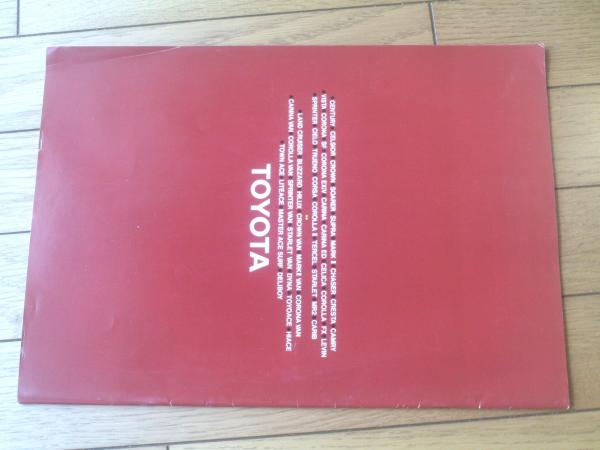 CENTURY CELSIOR CROWN SOARER SUPRA MARK II CHASER CRESTA CAMRY
VISTA CORONA SF CORONA EXIV CARINA CARINA ED CELICA COROLLA FX LEVIN
SPRINTER CIELO TRUENO CORSA COROLLA II TERCEL STARLET MR2 CARIB
LAND CRUISER BLIZZARD HILUX CROWN VAN MARK II VAN CORONA VAN
CARINA VAN COROLLA VAN SPRINTER VAN STARLET VAN DYNA TOYOACE HIACE
TOWN ACE LITEACE MASTER ACE SURF DELIBOY
TOYOTA